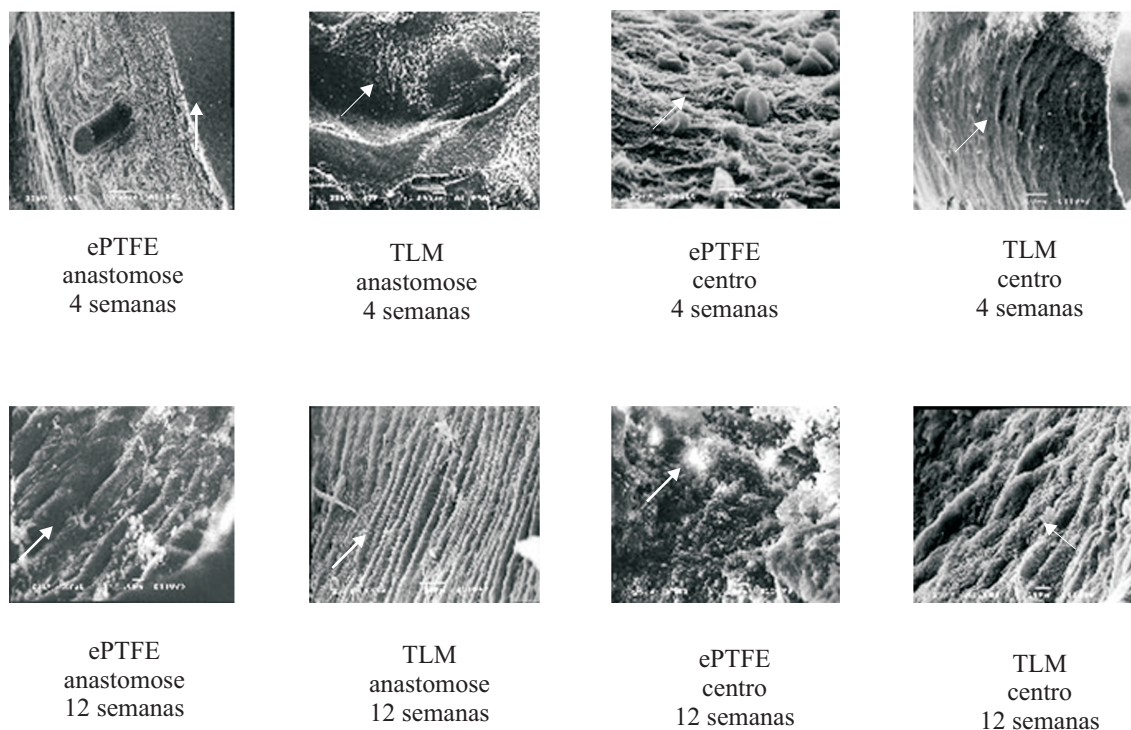 ePTFE
anastomose
4 semanas
TLM
anastomose
4 semanas
ePTFE
centro
4 semanas
TLM
centro
4 semanas
ePTFE
anastomose
12 semanas
TLM
anastomose
12 semanas
ePTFE
centro
12 semanas
TLM
centro
12 semanas